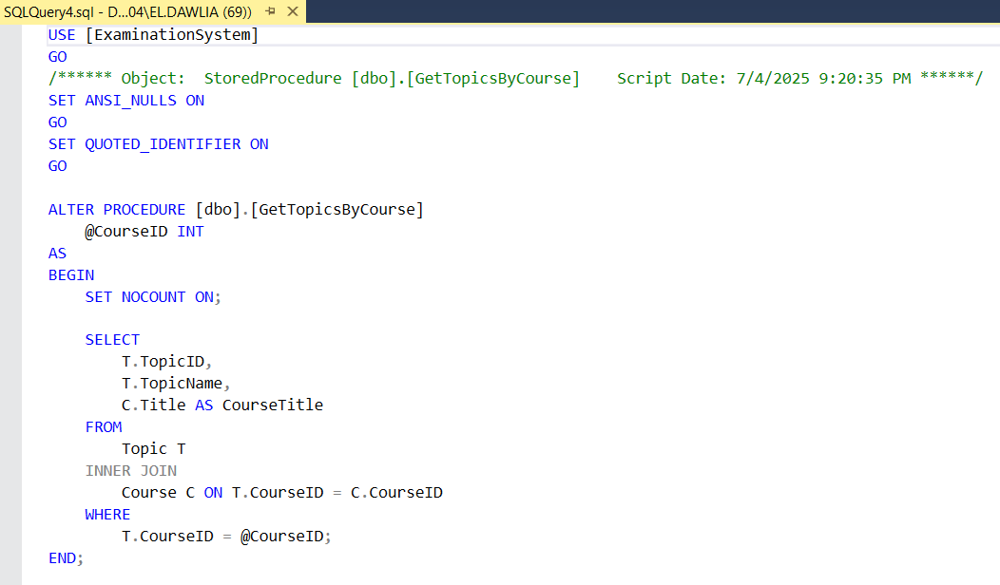 SQLQuery4.sql - D...04\EL.DAWLIA (69))
USE [ExaminationSystem]
GO
/****** Object:  StoredProcedure [dbo].[GetTopicsByCourse]    Script Date: 7/4/2025 9:20:35 PM ******/
SET ANSI_NULLS ON
GO
SET QUOTED_IDENTIFIER ON
GO
ALTER PROCEDURE [dbo].[GetTopicsByCourse]
    @CourseID INT
AS
BEGIN
    SET NOCOUNT ON;
    SELECT
        T.TopicID,
        T.TopicName,
        C.Title AS CourseTitle
    FROM
        Topic T
    INNER JOIN
        Course C ON T.CourseID = C.CourseID
    WHERE
        T.CourseID = @CourseID;
END;